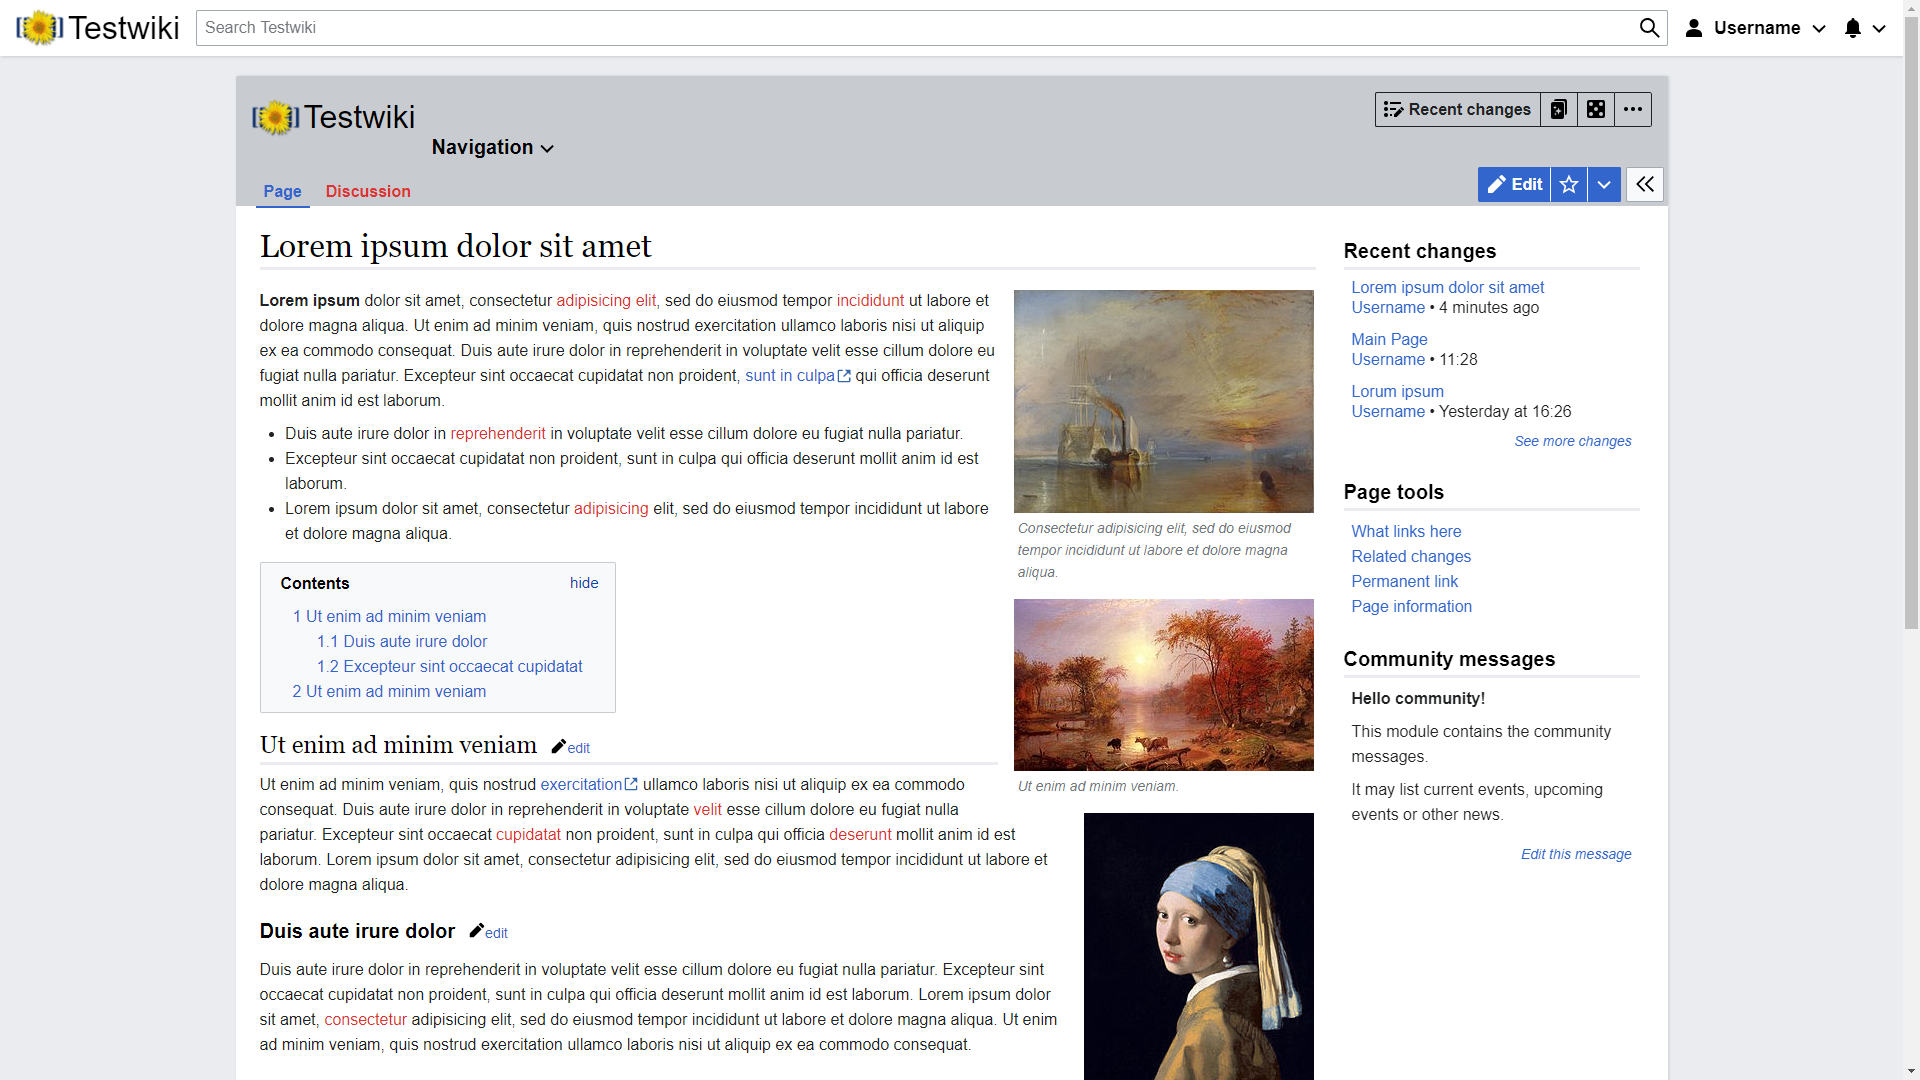 Testwiki
Search Testwiki
Username
Testwiki
Navigation
Recent changes
Page
Discussion
Edit
Lorem ipsum dolor sit amet
Lorem ipsum dolor sit amet, consectetur adipisicing elit, sed do eiusmod tempor incididunt ut labore et
dolore magna aliqua. Ut enim ad minim veniam, quis nostrud exercitation ullamco laboris nisi ut aliquip
ex ea commodo consequat. Duis aute irure dolor in reprehenderit in voluptate velit esse cillum dolore eu
fugiat nulla pariatur. Excepteur sint occaecat cupidatat non proident, sunt in culpa qui officia deserunt
mollit anim id est laborum.
• Duis aute irure dolor in reprehenderit in voluptate velit esse cillum dolore eu fugiat nulla pariatur.
• Excepteur sint occaecat cupidatat non proident, sunt in culpa qui officia deserunt mollit anim id est
laborum.
• Lorem ipsum dolor sit amet, consectetur adipisicing elit, sed do eiusmod tempor incididunt ut labore
et dolore magna aliqua.
Consectetur adipisicing elit, sed do eiusmod
tempor incididunt ut labore et dolore magna
aliqua.
Contents hide
1 Ut enim ad minim veniam
1.1 Duis aute irure dolor
1.2 Excepteur sint occaecat cupidatat
2 Ut enim ad minim veniam
Ut enim ad minim veniam.
Ut enim ad minim veniam edit
Ut enim ad minim veniam, quis nostrud exercitation ullamco laboris nisi ut aliquip ex ea commodo
consequat. Duis aute irure dolor in reprehenderit in voluptate velit esse cillum dolore eu fugiat nulla
pariatur. Excepteur sint occaecat cupidatat non proident, sunt in culpa qui officia deserunt mollit anim id est
laborum. Lorem ipsum dolor sit amet, consectetur adipisicing elit, sed do eiusmod tempor incididunt ut labore et
dolore magna aliqua.
Duis aute irure dolor edit
Duis aute irure dolor in reprehenderit in voluptate velit esse cillum dolore eu fugiat nulla pariatur. Excepteur sint
occaecat cupidatat non proident, sunt in culpa qui officia deserunt mollit anim id est laborum. Lorem ipsum dolor
sit amet, consectetur adipisicing elit, sed do eiusmod tempor incididunt ut labore et dolore magna aliqua. Ut enim
ad minim veniam, quis nostrud exercitation ullamco laboris nisi ut aliquip ex ea commodo consequat.
Recent changes
Lorem ipsum dolor sit amet
Username • 4 minutes ago
Main Page
Username • 11:28
Lorum ipsum
Username • Yesterday at 16:26
See more changes
Page tools
What links here
Related changes
Permanent link
Page information
Community messages
Hello community!
This module contains the community
messages.
It may list current events, upcoming
events or other news.
Edit this message